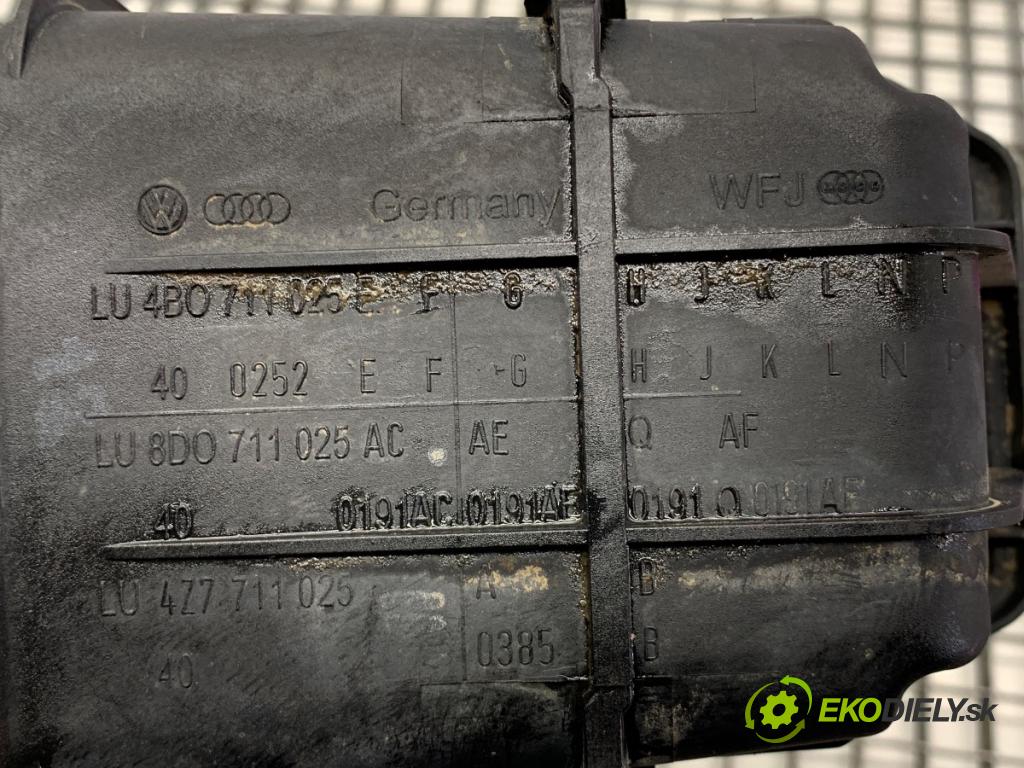 Germany WFJ
LU 4B0 711 025 E F G H J K L N P
40 0252 E F G H J K L N P
LU 8D0 711 025 AC AE Q AF
40 0191AC 0191AE 0191 Q 0191AF
LU 4Z7 711 025 A B
40 0385 B
EKODIELY.sk